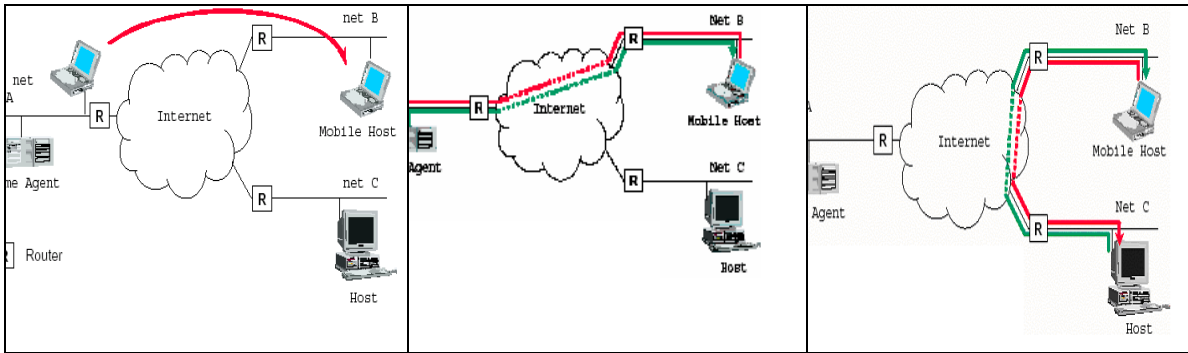 net B
R
net
A
R
Internet
Mobile Host
me Agent
net C
R
R Router
Host
Net B
R
R
Internet
Mobile Host
Agent
Net C
R
Host
Net B
R
A
R
Internet
Mobile Host
Agent
Net C
R
Host